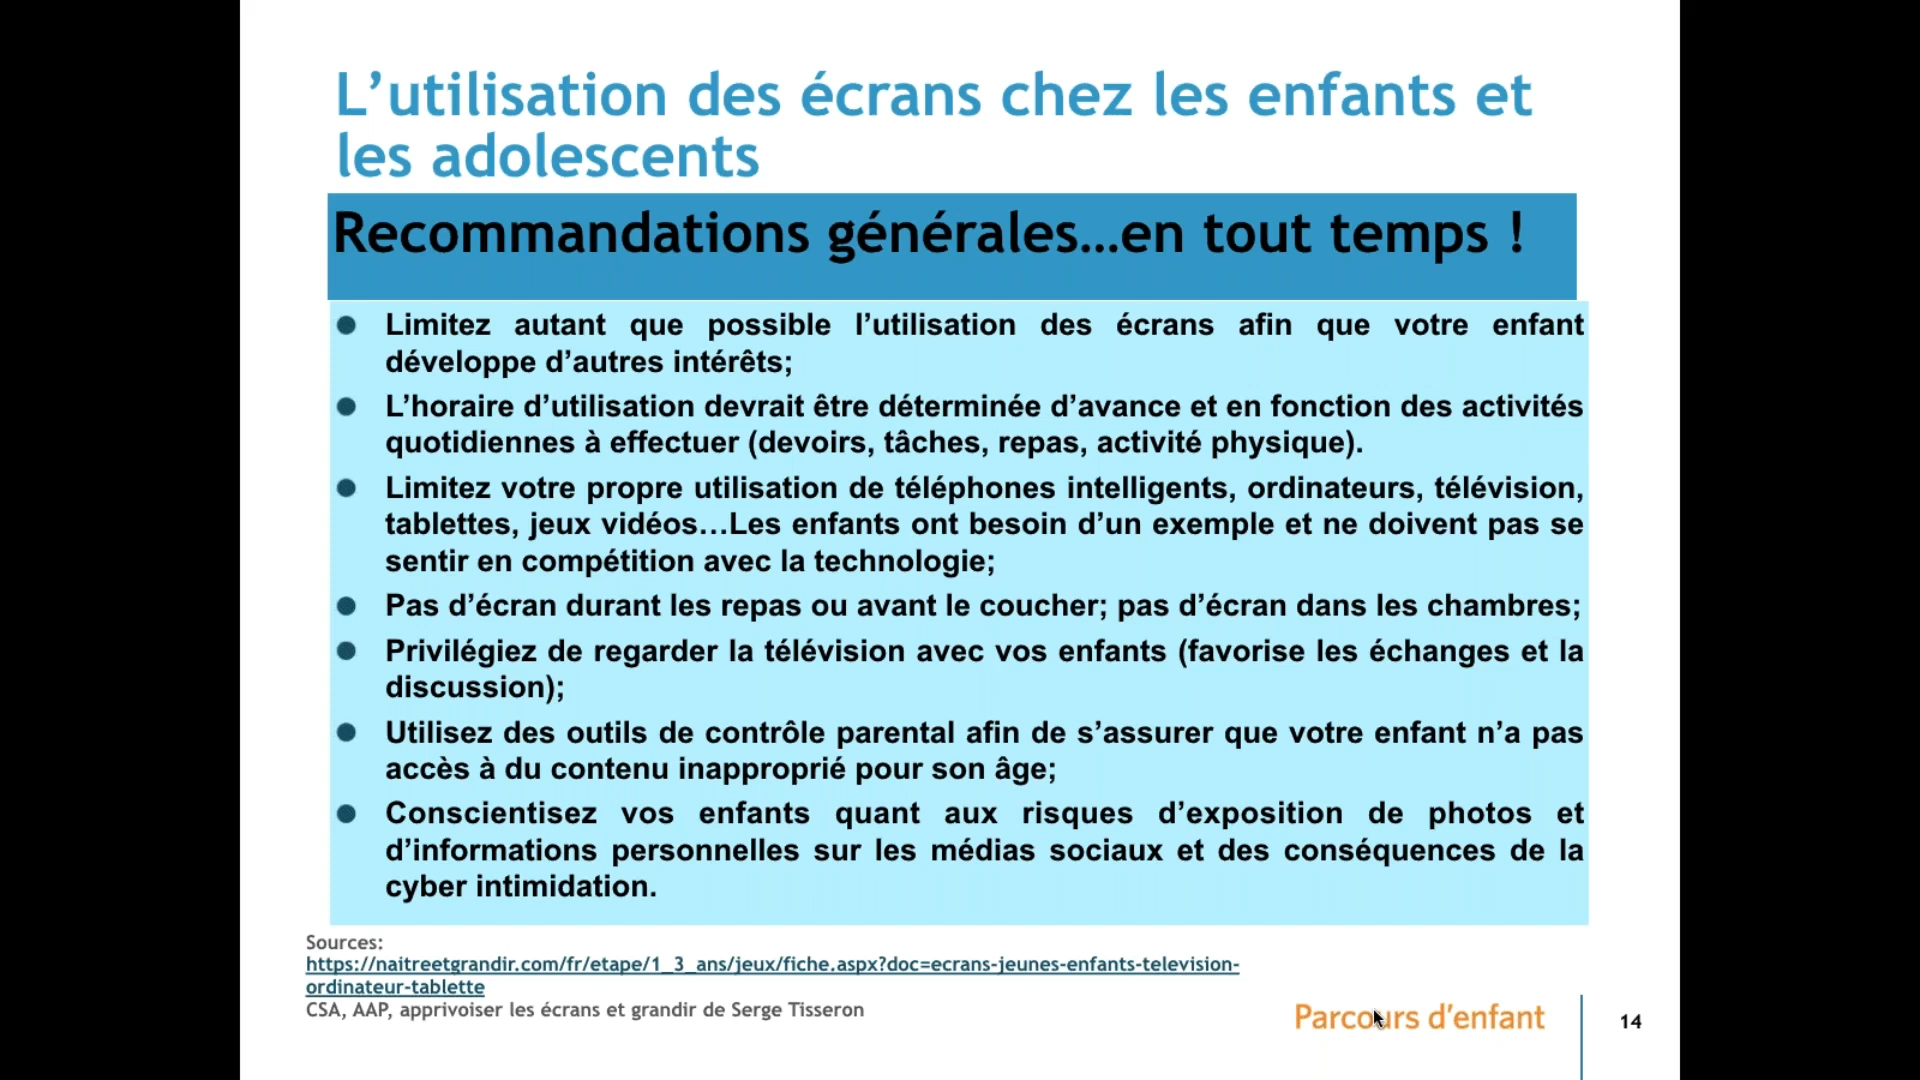 L’utilisation des écrans chez les enfants et
les adolescents
Recommandations générales…en tout temps !
● Limitez autant que possible l’utilisation des écrans afin que votre enfant
développe d’autres intérêts;
● L’horaire d’utilisation devrait être déterminée d’avance et en fonction des activités
quotidiennes à effectuer (devoirs, tâches, repas, activité physique).
● Limitez votre propre utilisation de téléphones intelligents, ordinateurs, télévision,
tablettes, jeux vidéos…Les enfants ont besoin d’un exemple et ne doivent pas se
sentir en compétition avec la technologie;
● Pas d’écran durant les repas ou avant le coucher; pas d’écran dans les chambres;
● Privilégiez de regarder la télévision avec vos enfants (favorise les échanges et la
discussion);
● Utilisez des outils de contrôle parental afin de s’assurer que votre enfant n’a pas
accès à du contenu inapproprié pour son âge;
● Conscientisez vos enfants quant aux risques d’exposition de photos et
d’informations personnelles sur les médias sociaux et des conséquences de la
cyber intimidation.
Sources:
https://naitreetgrandir.com/fr/etape/1_3_ans/jeux/fiche.aspx?doc=ecrans-jeunes-enfants-television-
ordinateur-tablette
CSA, AAP, apprivoiser les écrans et grandir de Serge Tisseron
Parcours d’enfant
14